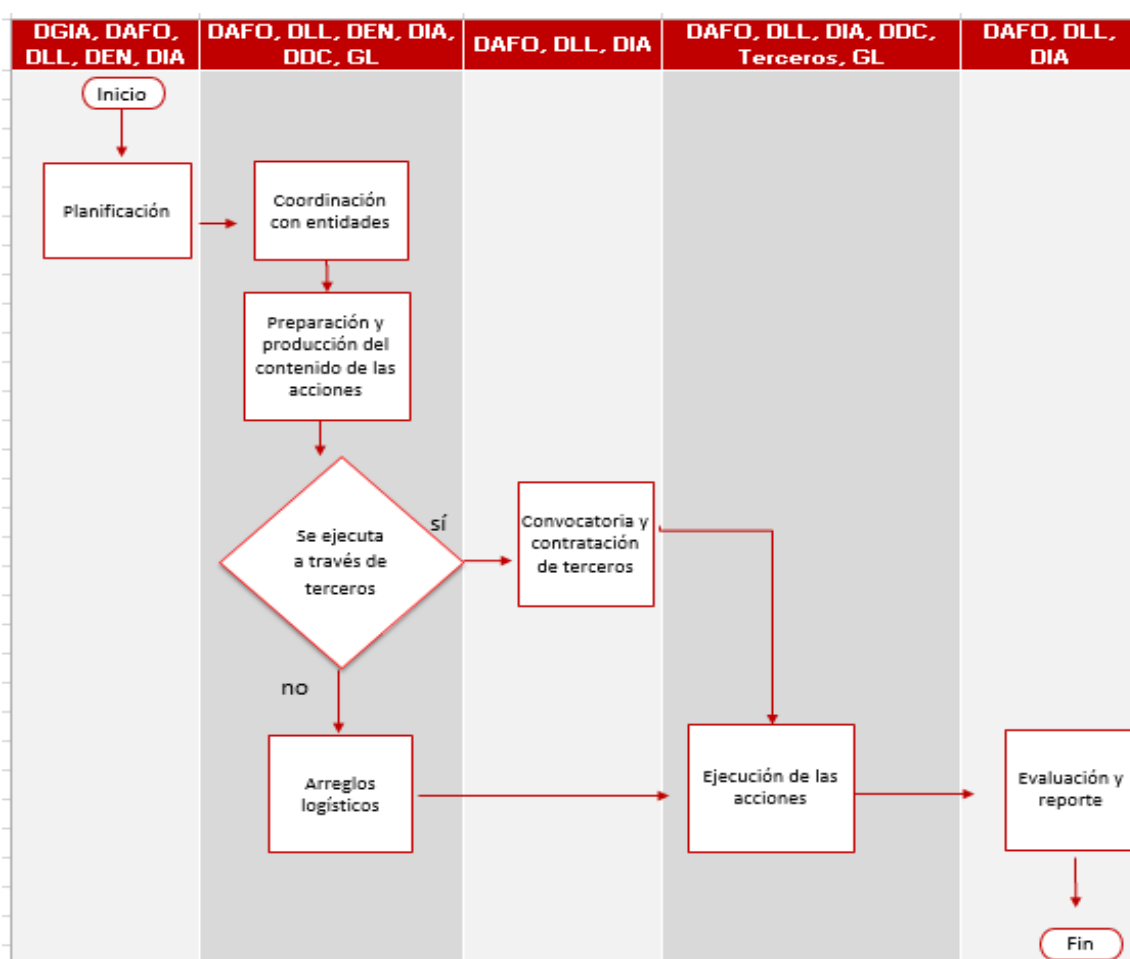 DGIA, DAFO,
DLL, DEN, DIA
DAFO, DLL, DEN, DIA,
DDC, GL
DAFO, DLL, DIA
DAFO, DLL, DIA, DDC,
Terceros, GL
DAFO, DLL,
DIA
Inicio
Planificación
Coordinación
con entidades
Preparación y
producción del
contenido de las
acciones
Se ejecuta
a través de
terceros
sí
Convocatoria y
contratación
de terceros
no
Arreglos
logísticos
Ejecución de las
acciones
Evaluación y
reporte
Fin